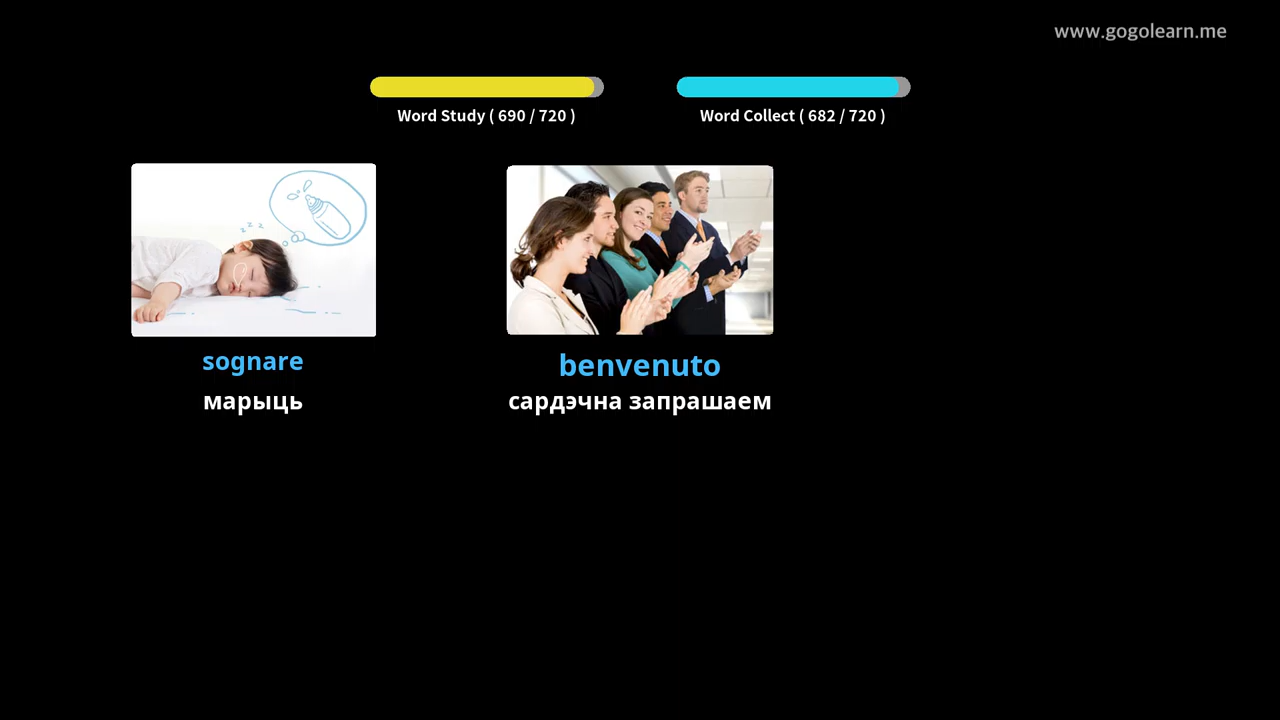 www.gogolearn.me
Word Study ( 690 / 720 )
Word Collect ( 682 / 720 )
z z z
sognare
марыць
benvenuto
сардэчна запрашаем